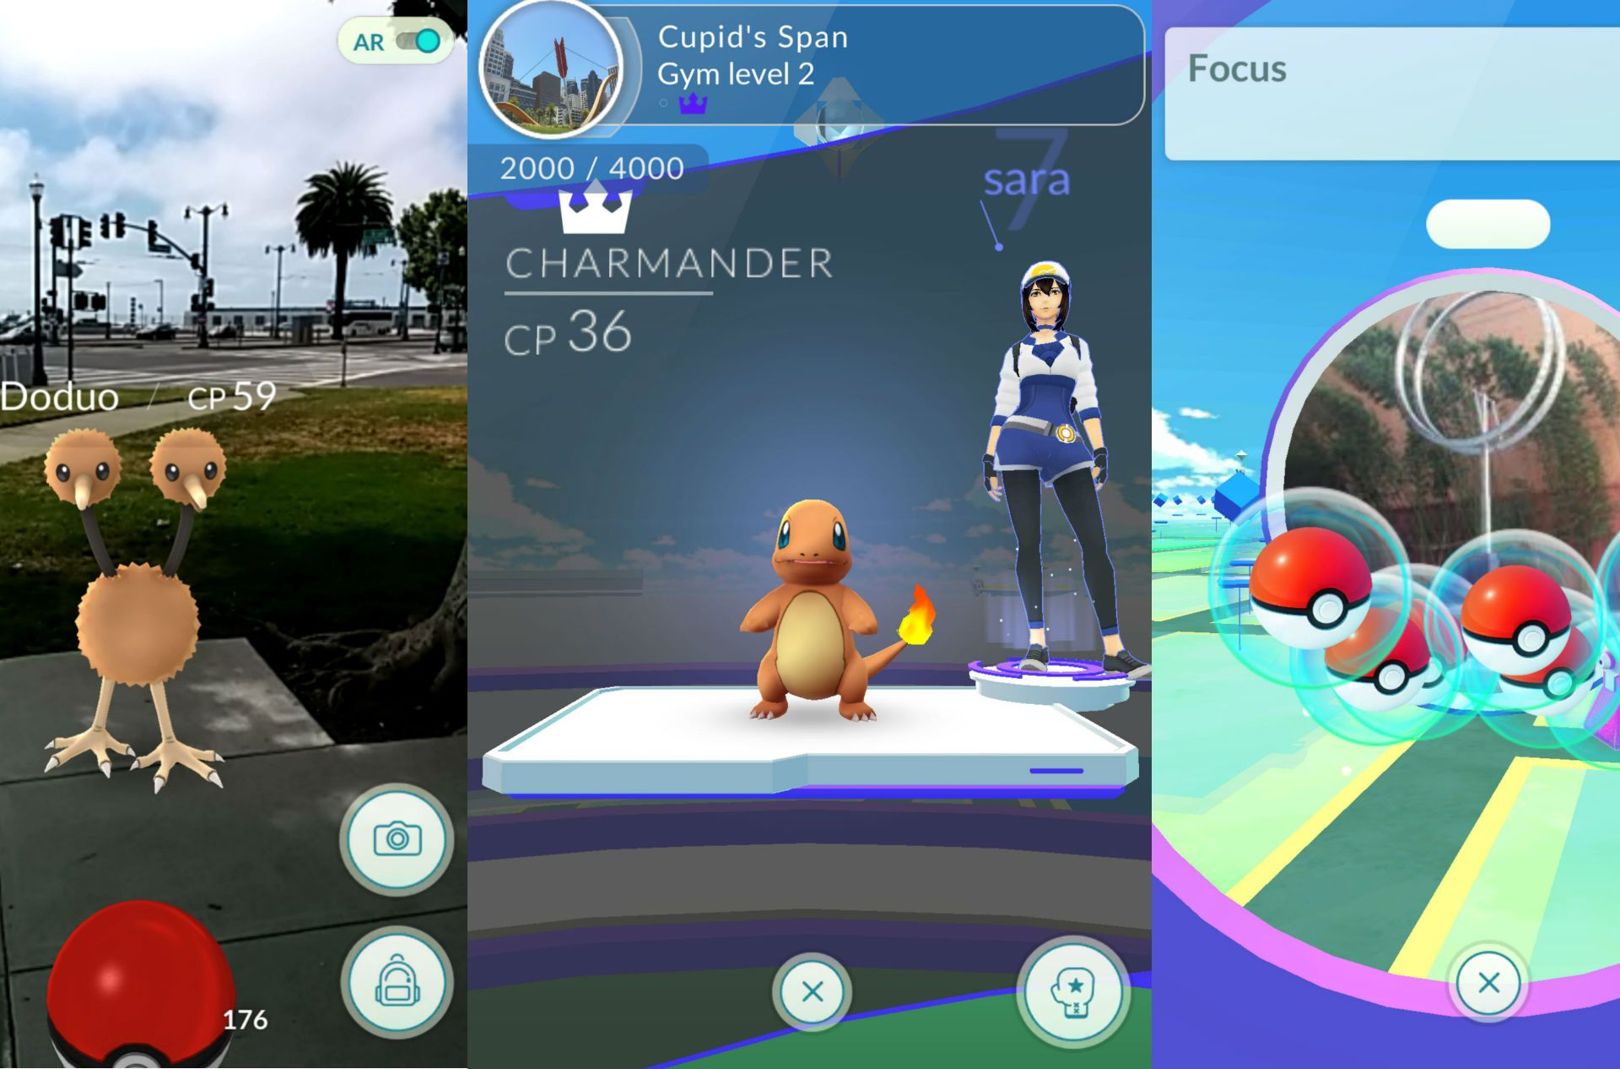 AR
Doduo / CP 59
176
Cupid's Span
Gym level 2
2000 / 4000
CHARMANDER
CP 36
7
sara
Focus